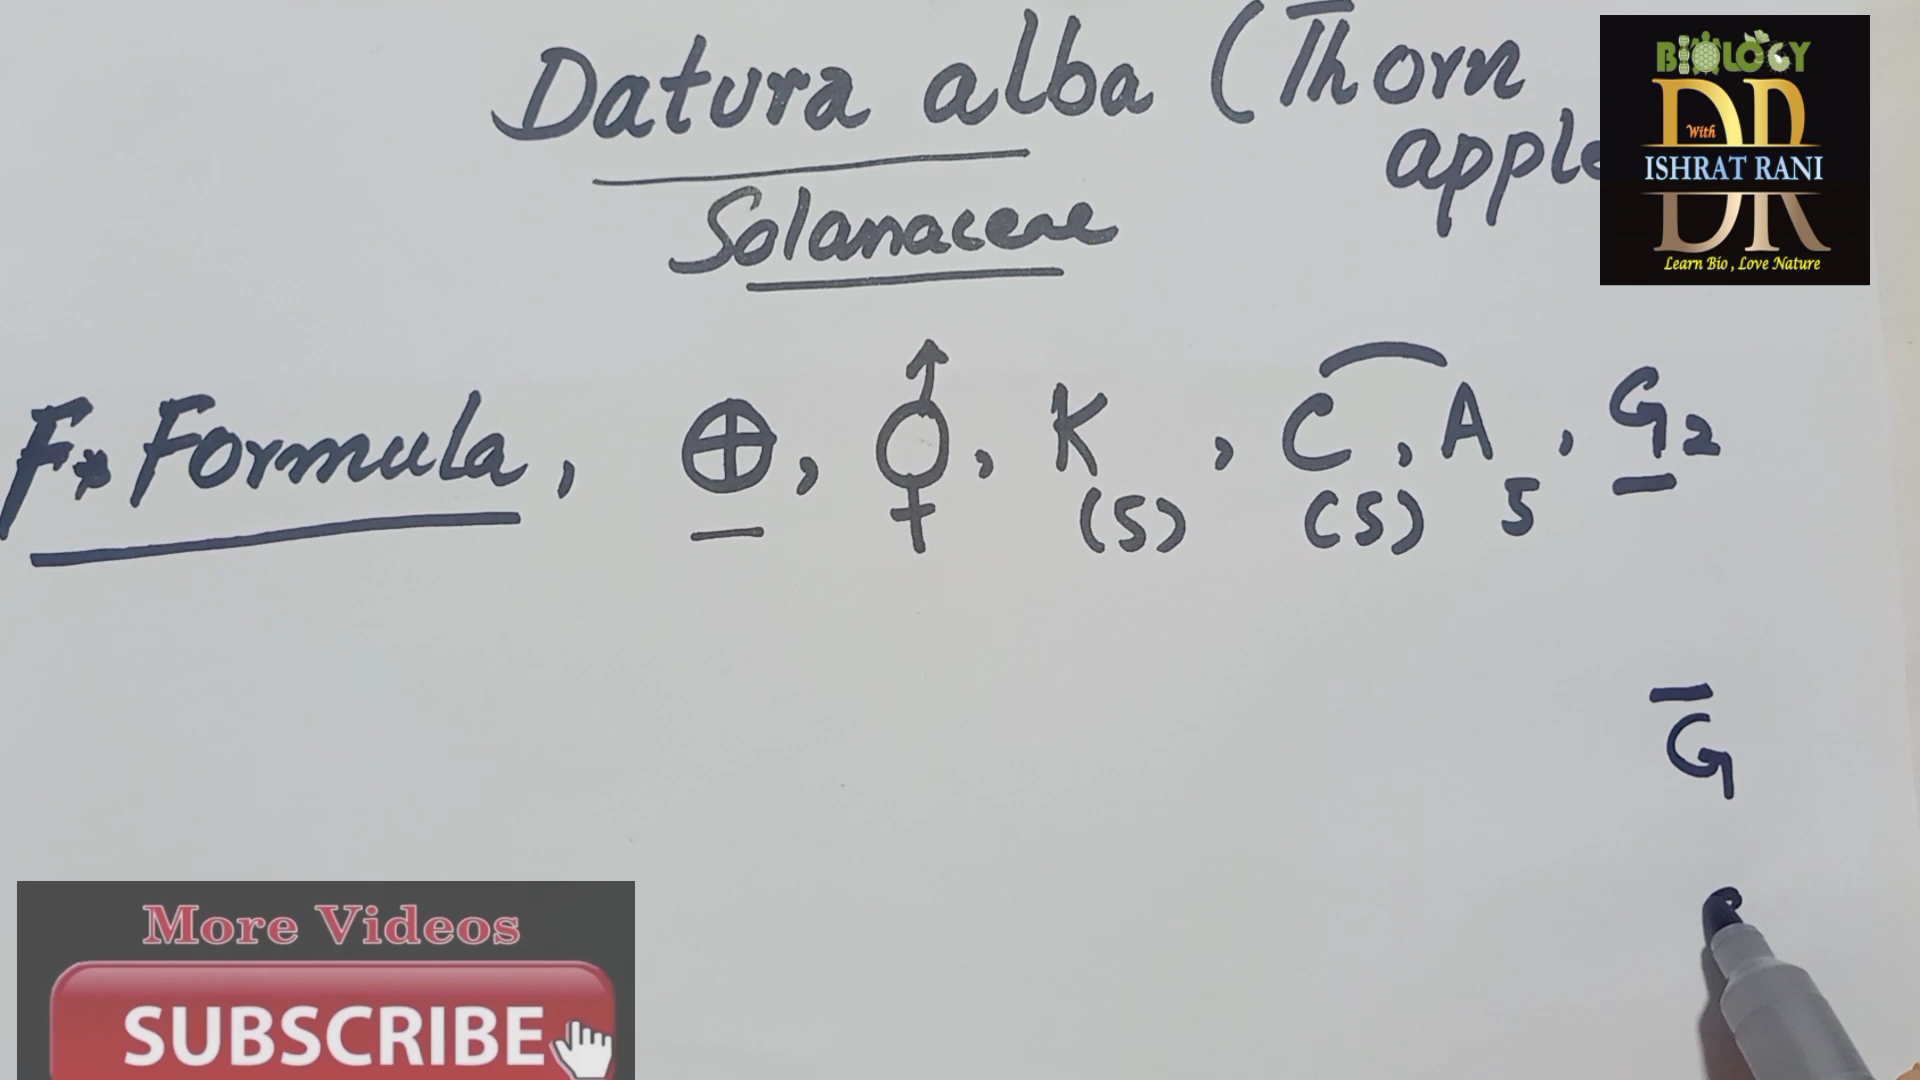 Datura alba (Thorn
apple
Solanaceae
F. Formula, ⊕, ⚥, K(5), C(5), A5, G2
G
BIOLOGY
With
DR
ISHRAT RANI
Learn Bio, Love Nature
More Videos
SUBSCRIBE